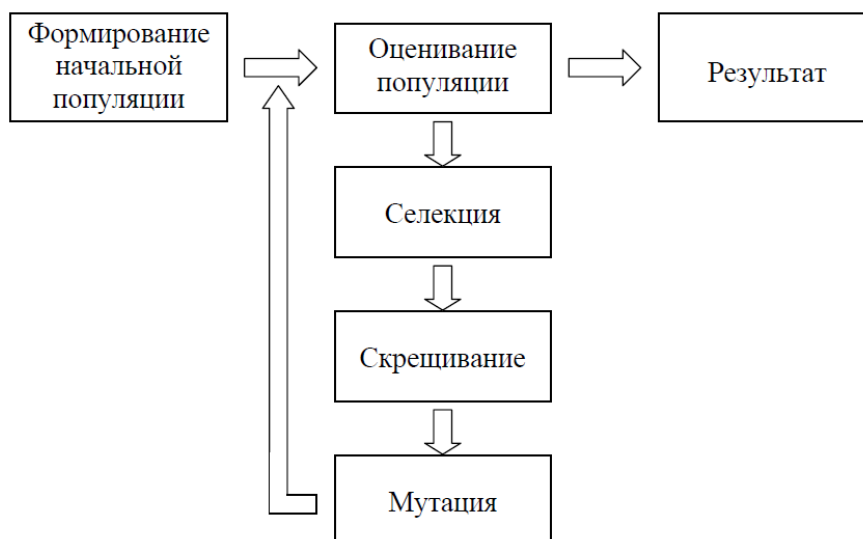 Формирование
начальной
популяции
Оценивание
популяции
Результат
Селекция
Скрещивание
Мутация